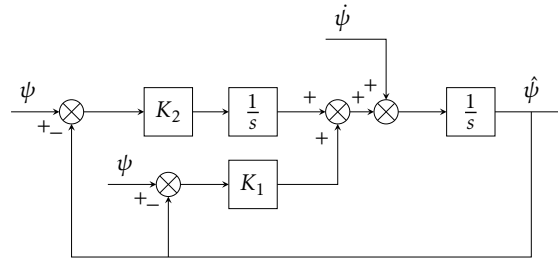 ψ̇
ψ K₂ 1/s + + + + 1/s ψ̂
+ −
+
ψ K₁
+ −